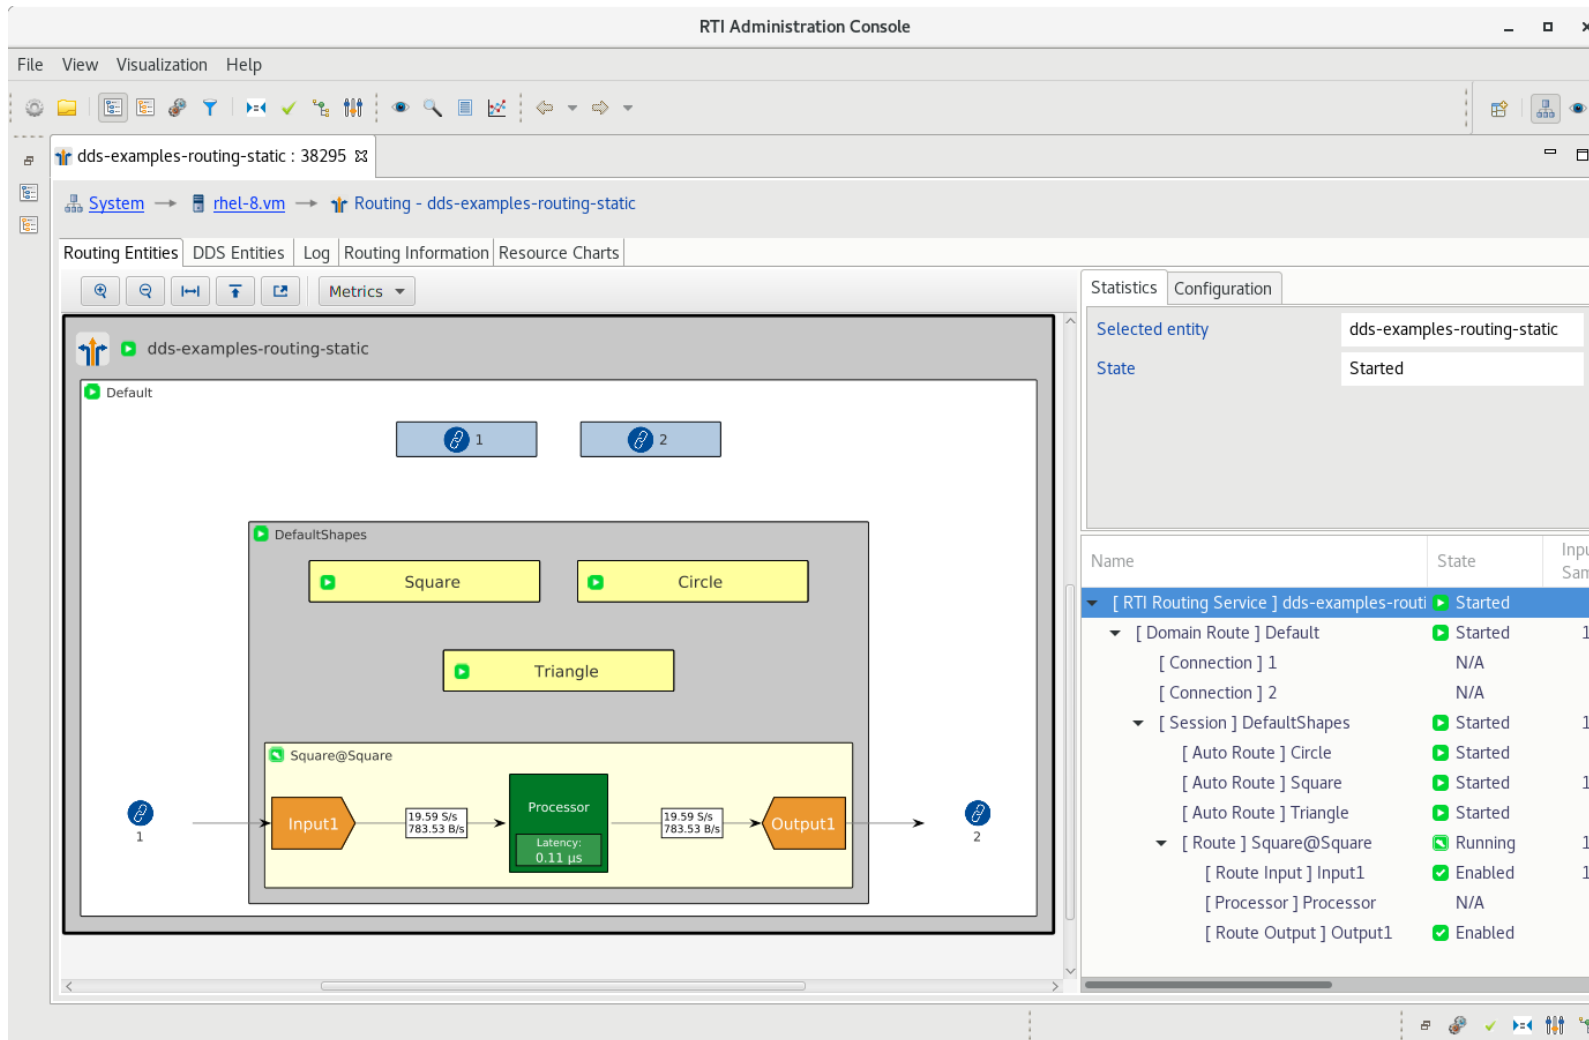 RTI Administration Console
File View Visualization Help
dds-examples-routing-static : 38295
System → rhel-8.vm → Routing - dds-examples-routing-static
Routing Entities DDS Entities Log Routing Information Resource Charts
Metrics
dds-examples-routing-static
Default
1 2
DefaultShapes
Square Circle
Triangle
Square@Square
1
Input1
19.59 S/s
783.53 B/s
Processor
Latency:
0.11 µs
19.59 S/s
783.53 B/s
Output1
2
Statistics Configuration
Selected entity dds-examples-routing-static
State Started
Name State
[ RTI Routing Service ] dds-examples-routi Started
[ Domain Route ] Default Started 1
[ Connection ] 1 N/A
[ Connection ] 2 N/A
[ Session ] DefaultShapes Started 1
[ Auto Route ] Circle Started
[ Auto Route ] Square Started 1
[ Auto Route ] Triangle Started
[ Route ] Square@Square Running 1
[ Route Input ] Input1 Enabled 1
[ Processor ] Processor N/A
[ Route Output ] Output1 Enabled